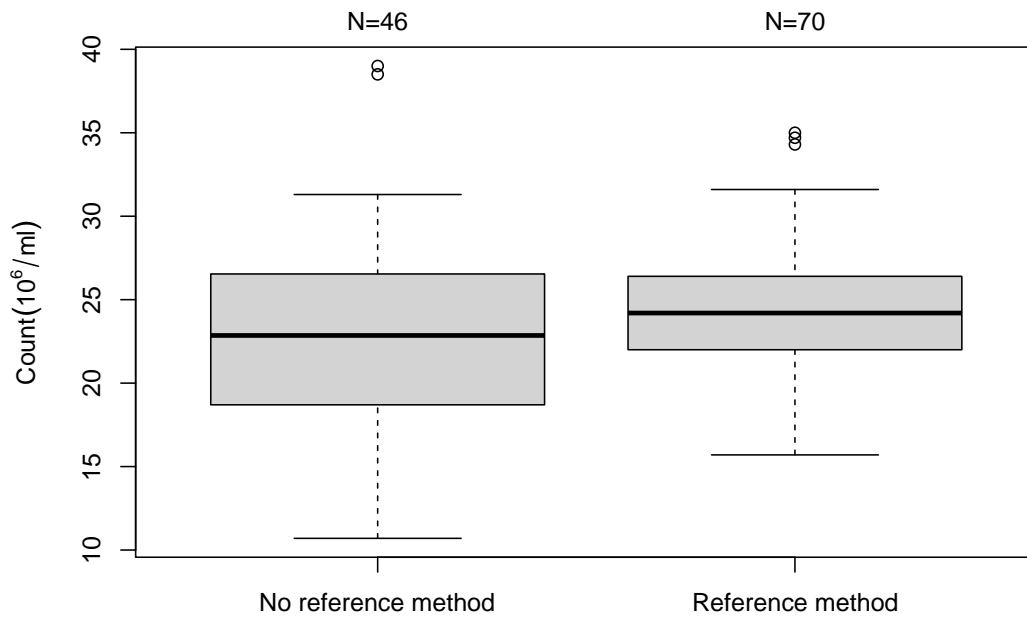 N=46
N=70
Count(10⁶/ml)
40
35
30
25
20
15
10
No reference method
Reference method